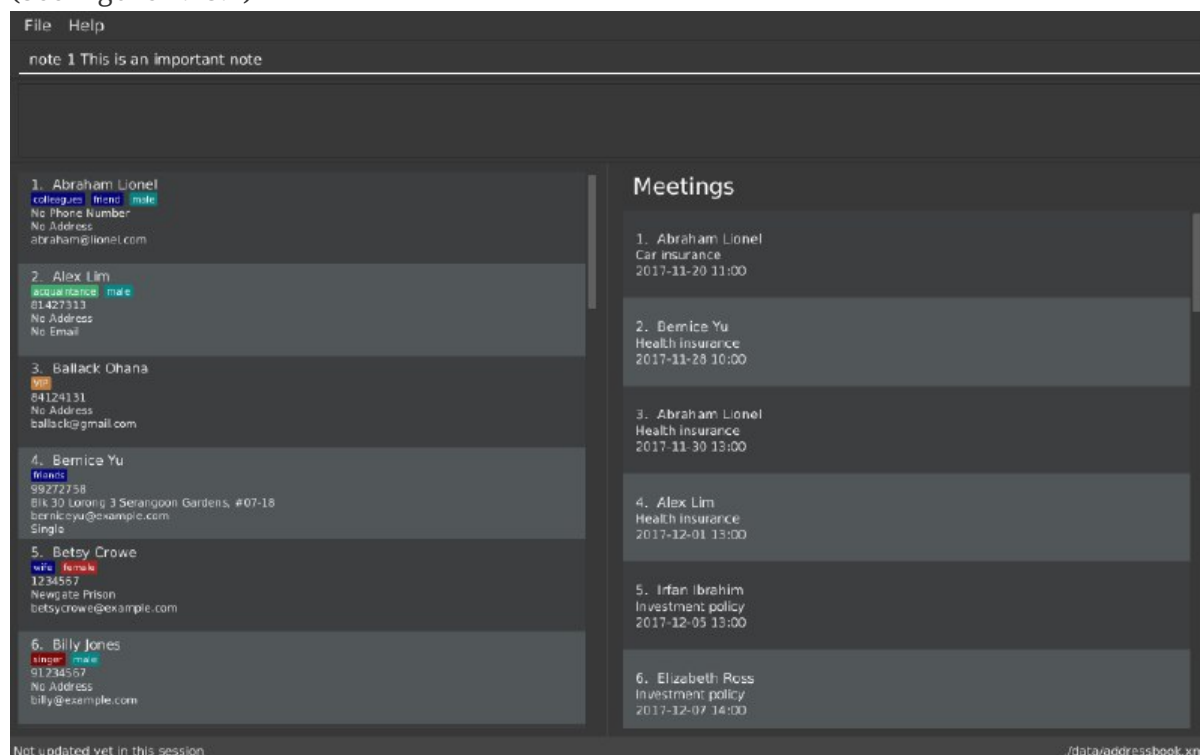 File Help
note 1 This is an important note
1. Abraham Lionel
colleagues friend male
No Phone Number
No Address
abraham@lionel.com
2. Alex Lim
acquaintance male
81427313
No Address
No Email
3. Ballack Ohana
VIP
84124131
No Address
ballack@gmail.com
4. Bernice Yu
friends
99272758
Blk 30 Lorong 3 Serangoon Gardens, #07-18
berniceyu@example.com
Single
5. Betsy Crowe
wife female
1234567
Newgate Prison
betsycrowe@example.com
6. Billy Jones
singer male
91234567
No Address
billy@example.com
Meetings
1. Abraham Lionel
Car insurance
2017-11-20 11:00
2. Bernice Yu
Health insurance
2017-11-28 10:00
3. Abraham Lionel
Health insurance
2017-11-30 13:00
4. Alex Lim
Health insurance
2017-12-01 13:00
5. Irfan Ibrahim
Investment policy
2017-12-05 13:00
6. Elizabeth Ross
Investment policy
2017-12-07 14:00
Not updated yet in this session